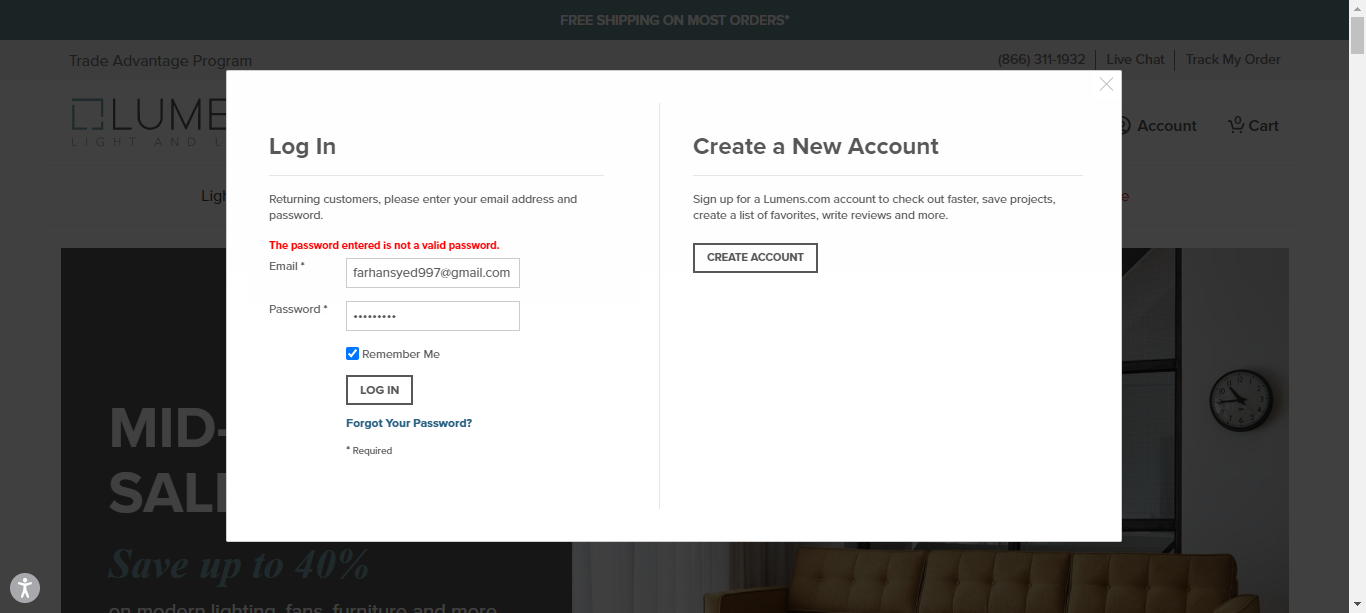 FREE SHIPPING ON MOST ORDERS*
Trade Advantage Program
(866) 311-1932
Live Chat
Track My Order
LUME
LIGHT AND L
Account
0
Cart
Ligh
e
Log In
Returning customers, please enter your email address and
password.
The password entered is not a valid password.
Email *
farhansyed997@gmail.com
Password *
•••••••••
Remember Me
LOG IN
Forgot Your Password?
* Required
Create a New Account
Sign up for a Lumens.com account to check out faster, save projects,
create a list of favorites, write reviews and more.
CREATE ACCOUNT
MID-
SALE
Save up to 40%
on modern lighting, fans, furniture and more